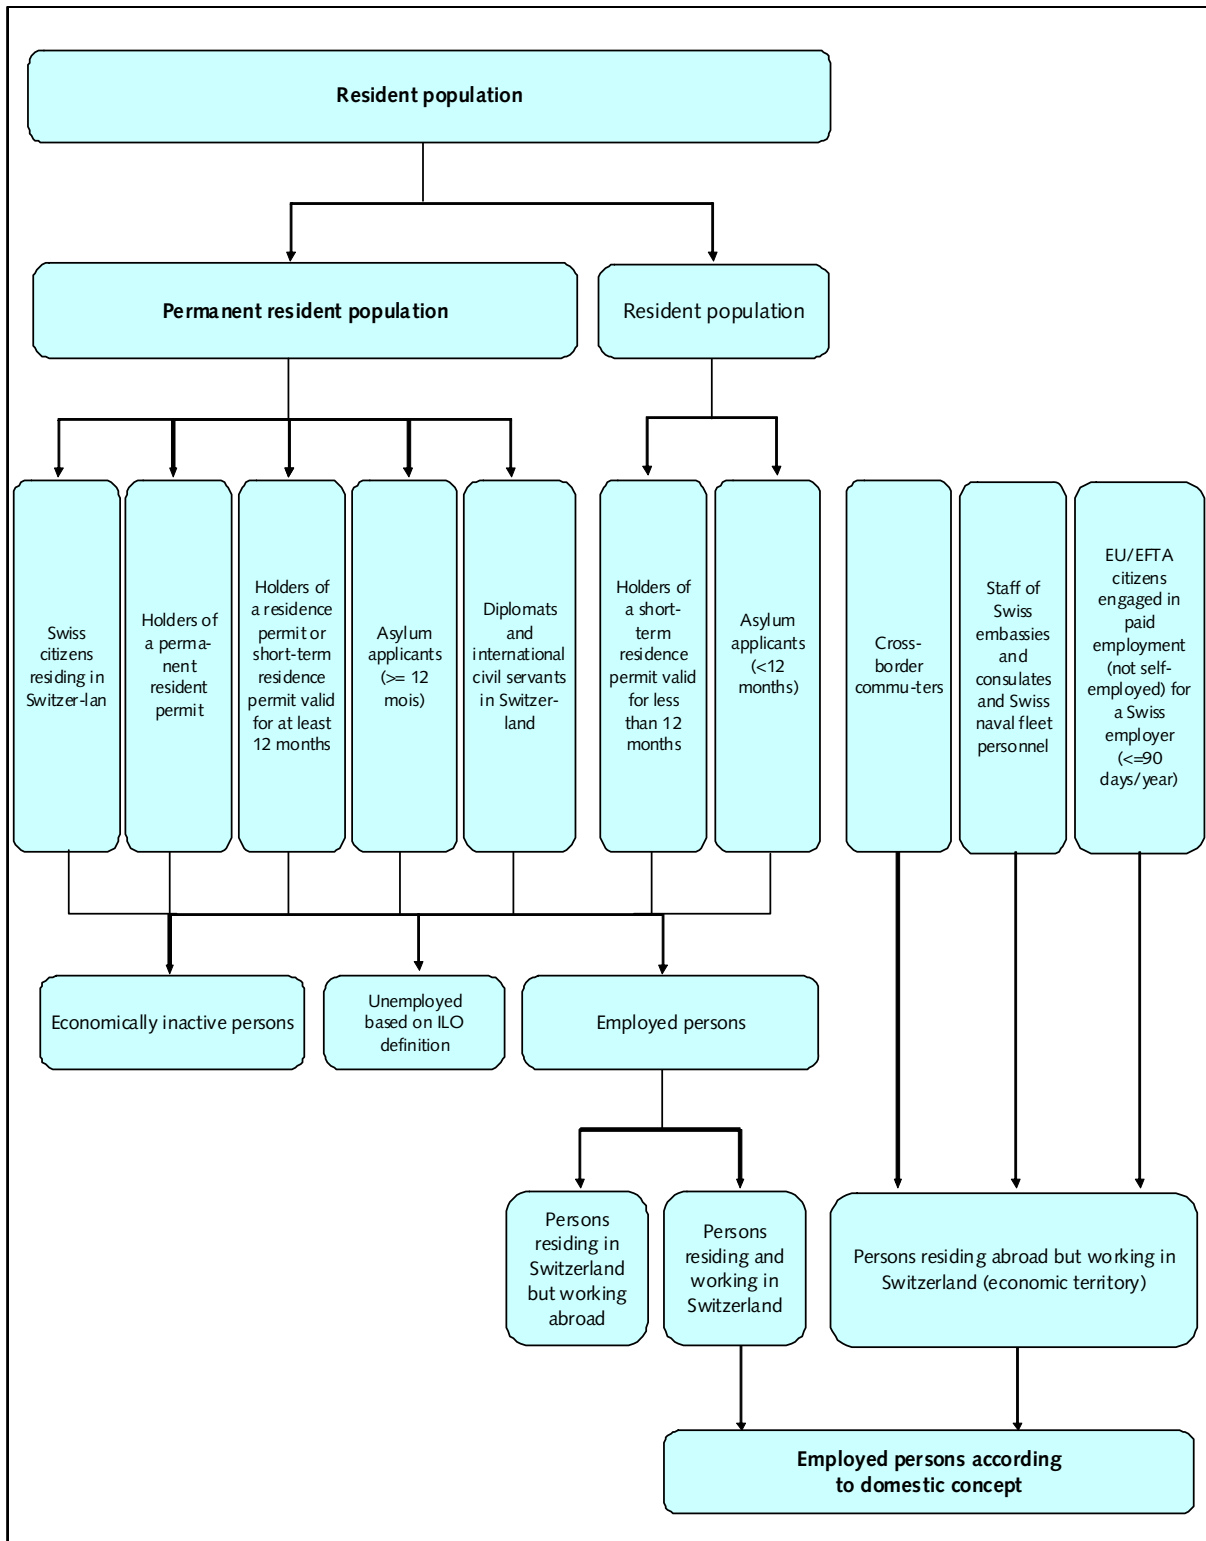 Resident population
Permanent resident population
Resident population
Swiss
citizens
residing in
Switzer-lan
Holders of
a perma-
nent
resident
permit
Holders of
a residence
permit or
short-term
residence
permit valid
for at least
12 months
Asylum
applicants
(>= 12
mois)
Diplomats
and
international
civil servants
in Switzer-
land
Holders of
a short-
term
residence
permit valid
for less
than 12
months
Asylum
applicants
(<12
months)
Cross-
border
commu-ters
Staff of
Swiss
embassies
and
consulates
and Swiss
naval fleet
personnel
EU/EFTA
citizens
engaged in
paid
employment
(not self-
employed) for
a Swiss
employer
(<=90
days/year)
Economically inactive persons
Unemployed
based on ILO
definition
Employed persons
Persons
residing in
Switzerland
but working
abroad
Persons
residing and
working in
Switzerland
Persons residing abroad but working in
Switzerland (economic territory)
Employed persons according
to domestic concept